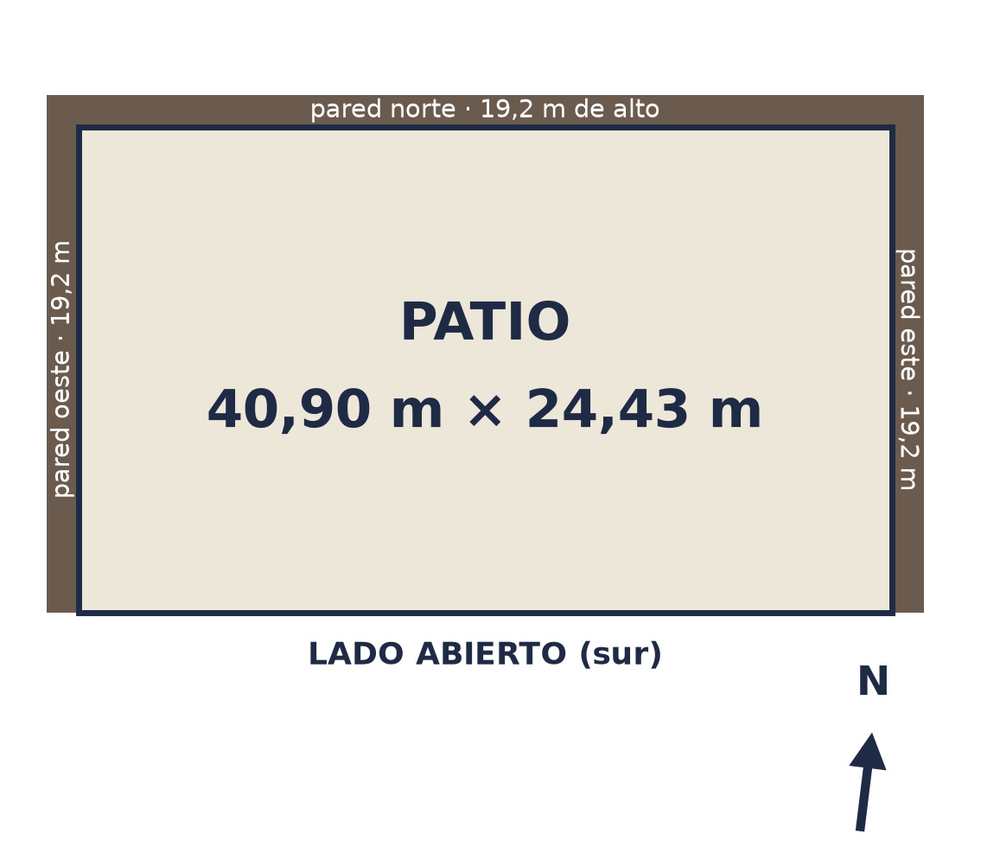 pared norte · 19,2 m de alto
pared oeste · 19,2 m
PATIO
40,90 m × 24,43 m
pared este · 19,2 m
LADO ABIERTO (sur)
N